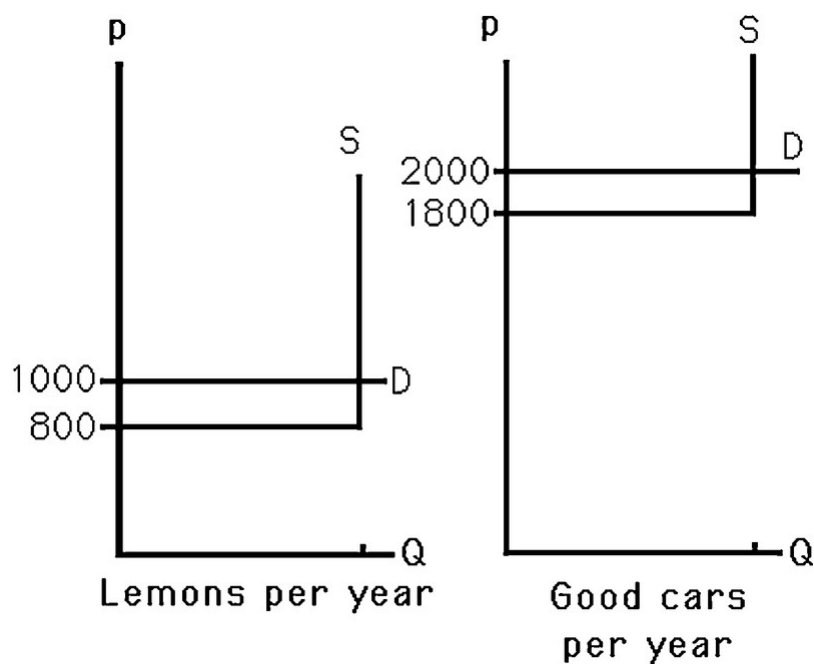 p
S
1000
D
800
Q
Lemons per year
p
S
D
2000
1800
Q
Good cars
per year